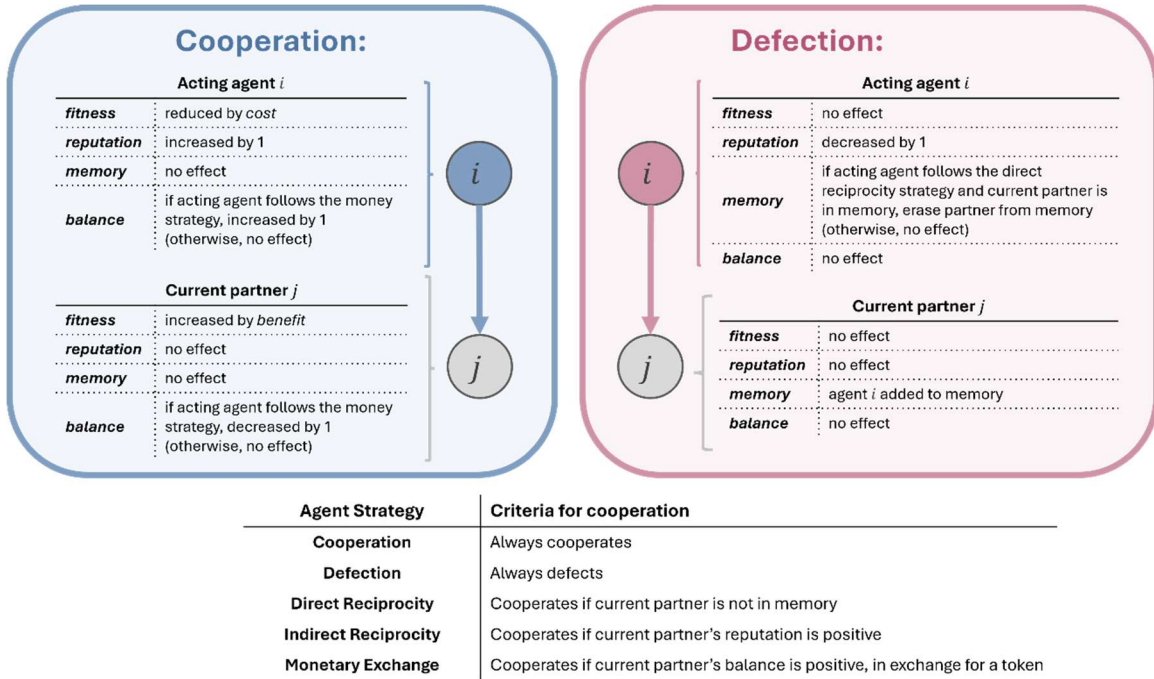 Cooperation:
Acting agent i
fitness reduced by cost
reputation increased by 1
memory no effect
balance if acting agent follows the money
strategy, increased by 1
(otherwise, no effect)
Current partner j
fitness increased by benefit
reputation no effect
memory no effect
balance if acting agent follows the money
strategy, decreased by 1
(otherwise, no effect)
i
j
Defection:
Acting agent i
fitness no effect
reputation decreased by 1
memory if acting agent follows the direct
reciprocity strategy and current partner is
in memory, erase partner from memory
(otherwise, no effect)
balance no effect
Current partner j
fitness no effect
reputation no effect
memory agent i added to memory
balance no effect
i
j
Agent Strategy Criteria for cooperation
Cooperation Always cooperates
Defection Always defects
Direct Reciprocity Cooperates if current partner is not in memory
Indirect Reciprocity Cooperates if current partner's reputation is positive
Monetary Exchange Cooperates if current partner's balance is positive, in exchange for a token